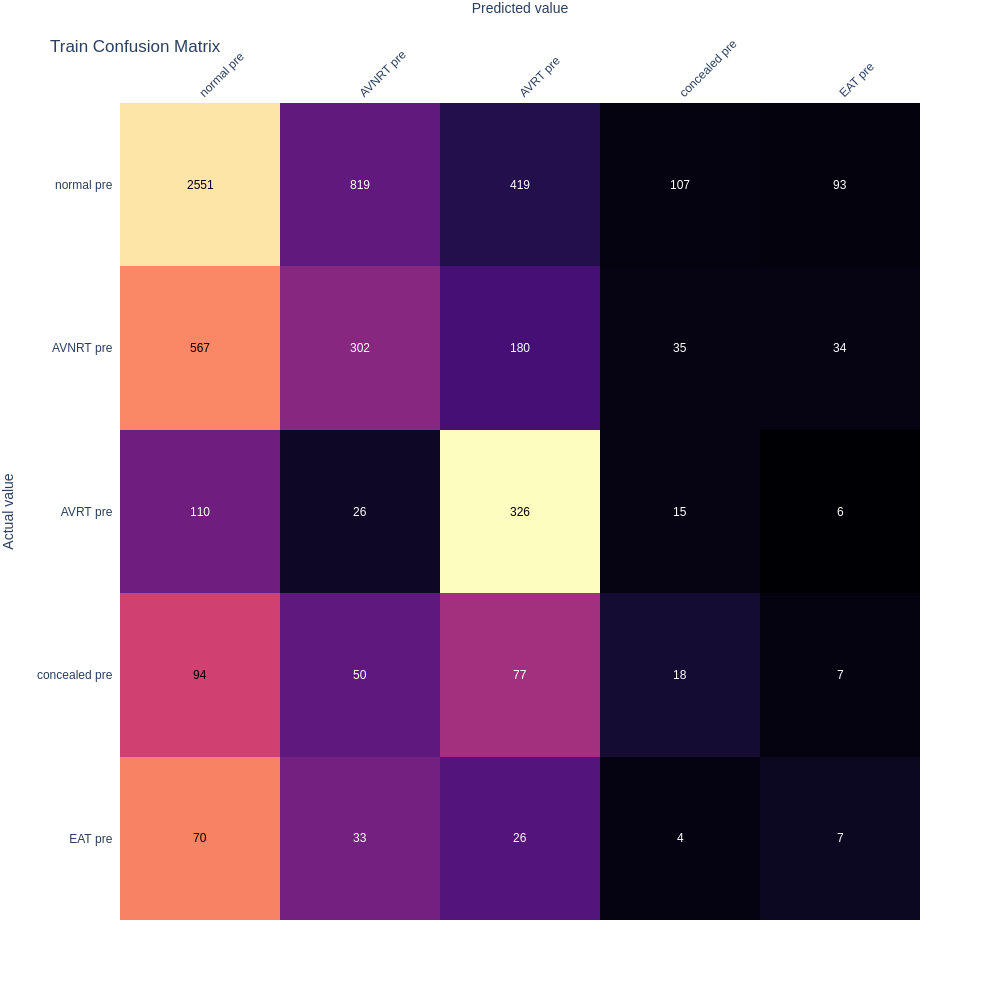 Predicted value
Train Confusion Matrix
normal pre AVNRT pre AVRT pre concealed pre EAT pre
normal pre 2551 819 419 107 93
AVNRT pre 567 302 180 35 34
AVRT pre 110 26 326 15 6
Actual value
concealed pre 94 50 77 18 7
EAT pre 70 33 26 4 7